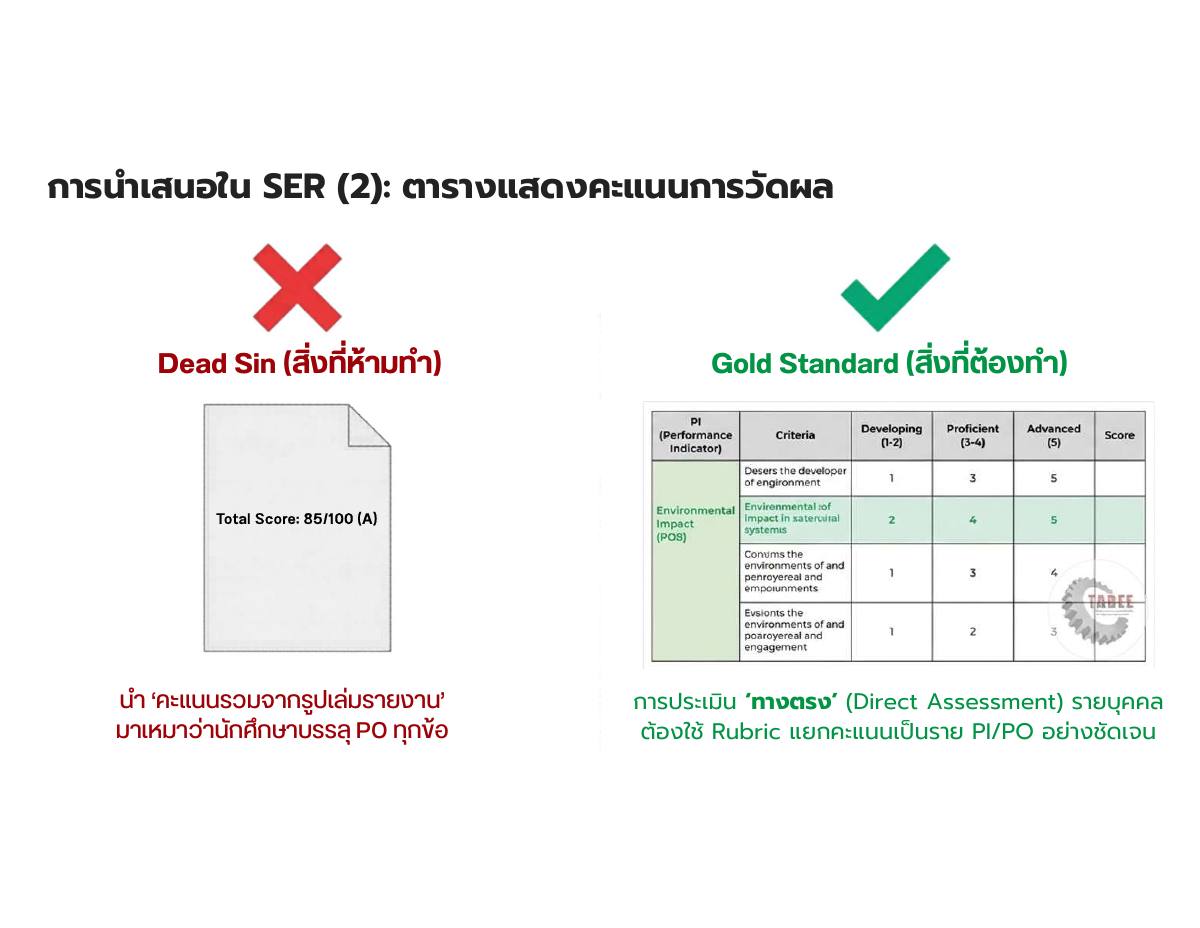 การนำเสนอใน SER (2): ตารางแสดงคะแนนการวัดผล
Dead Sin (สิ่งที่ห้ามทำ)
Total Score: 85/100 (A)
นำ ‘คะแนนรวมจากรูปเล่มรายงาน’
มาเหมาว่านักศึกษาบรรลุ PO ทุกข้อ
Gold Standard (สิ่งที่ต้องทำ)
PI (Performance Indicator) Criteria Developing (1-2) Proficient (3-4) Advanced (5) Score
Environmental Impact (POS)
Desers the developer of engironment 1 3 5
Environmental :of Impact in systems 2 4 5
Conums the environments of and penroyereal and empoiunments 1 3 4
Evsionts the environments of and poaroyereal and engagement 1 2 3
TABEE
การประเมิน ‘ทางตรง’ (Direct Assessment) รายบุคคล
ต้องใช้ Rubric แยกคะแนนเป็นราย PI/PO อย่างชัดเจน